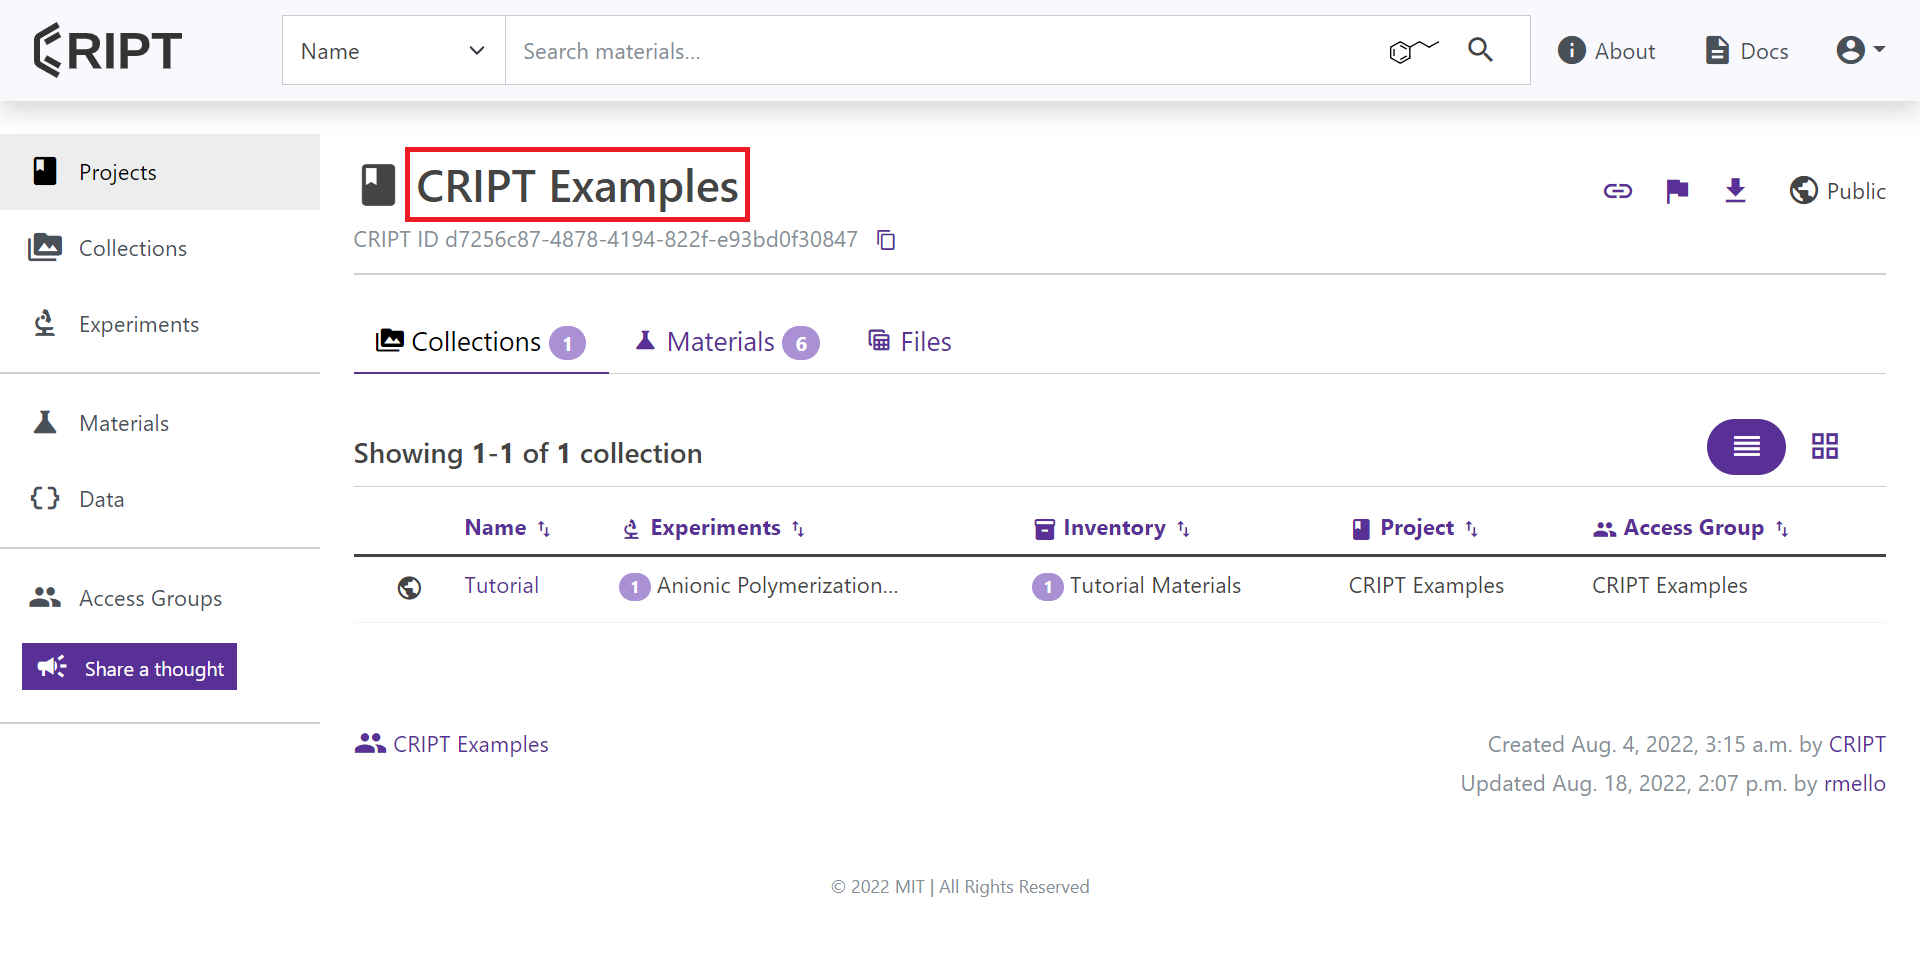 CRIPT
Name
Search materials...
About
Docs
Projects
Collections
Experiments
Materials
Data
Access Groups
Share a thought
CRIPT Examples
Public
CRIPT ID d7256c87-4878-4194-822f-e93bd0f30847
Collections 1
Materials 6
Files
Showing 1-1 of 1 collection
Name Experiments Inventory Project Access Group
Tutorial 1 Anionic Polymerization... 1 Tutorial Materials CRIPT Examples CRIPT Examples
CRIPT Examples
Created Aug. 4, 2022, 3:15 a.m. by CRIPT
Updated Aug. 18, 2022, 2:07 p.m. by rmello
© 2022 MIT | All Rights Reserved